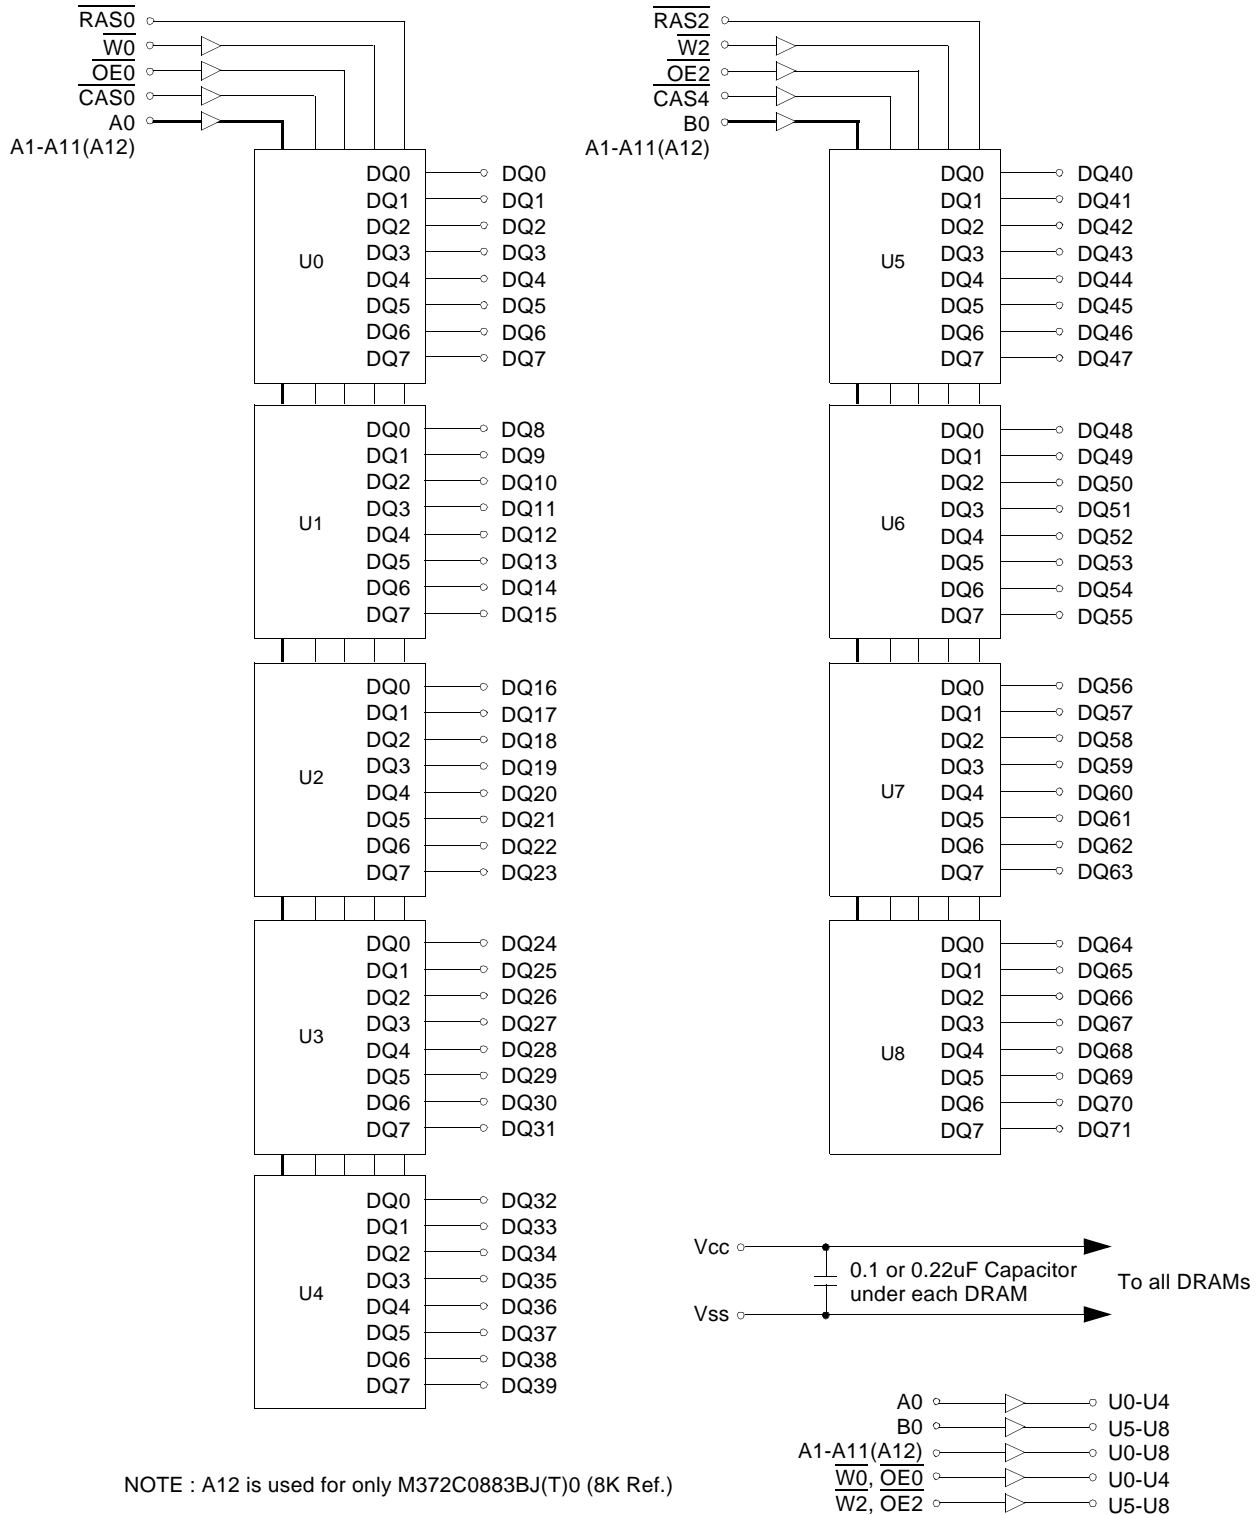 RAS0
W0
OE0
CAS0
A0
A1-A11(A12)
U0
DQ0 DQ0
DQ1 DQ1
DQ2 DQ2
DQ3 DQ3
DQ4 DQ4
DQ5 DQ5
DQ6 DQ6
DQ7 DQ7
U1
DQ0 DQ8
DQ1 DQ9
DQ2 DQ10
DQ3 DQ11
DQ4 DQ12
DQ5 DQ13
DQ6 DQ14
DQ7 DQ15
U2
DQ0 DQ16
DQ1 DQ17
DQ2 DQ18
DQ3 DQ19
DQ4 DQ20
DQ5 DQ21
DQ6 DQ22
DQ7 DQ23
U3
DQ0 DQ24
DQ1 DQ25
DQ2 DQ26
DQ3 DQ27
DQ4 DQ28
DQ5 DQ29
DQ6 DQ30
DQ7 DQ31
U4
DQ0 DQ32
DQ1 DQ33
DQ2 DQ34
DQ3 DQ35
DQ4 DQ36
DQ5 DQ37
DQ6 DQ38
DQ7 DQ39
RAS2
W2
OE2
CAS4
B0
A1-A11(A12)
U5
DQ0 DQ40
DQ1 DQ41
DQ2 DQ42
DQ3 DQ43
DQ4 DQ44
DQ5 DQ45
DQ6 DQ46
DQ7 DQ47
U6
DQ0 DQ48
DQ1 DQ49
DQ2 DQ50
DQ3 DQ51
DQ4 DQ52
DQ5 DQ53
DQ6 DQ54
DQ7 DQ55
U7
DQ0 DQ56
DQ1 DQ57
DQ2 DQ58
DQ3 DQ59
DQ4 DQ60
DQ5 DQ61
DQ6 DQ62
DQ7 DQ63
U8
DQ0 DQ64
DQ1 DQ65
DQ2 DQ66
DQ3 DQ67
DQ4 DQ68
DQ5 DQ69
DQ6 DQ70
DQ7 DQ71
Vcc
0.1 or 0.22uF Capacitor
under each DRAM
To all DRAMs
Vss
A0 U0-U4
B0 U5-U8
A1-A11(A12) U0-U8
W0, OE0 U0-U4
W2, OE2 U5-U8
NOTE : A12 is used for only M372C0883BJ(T)0 (8K Ref.)